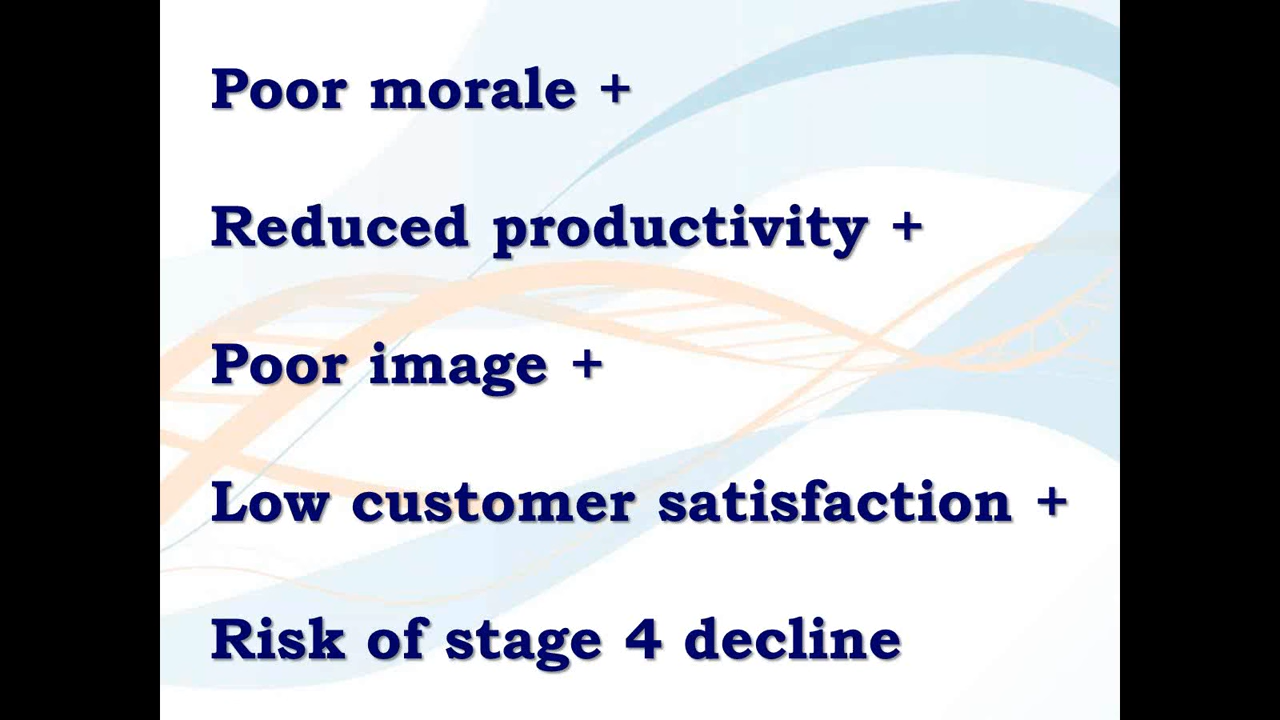 Poor morale +
Reduced productivity +
Poor image +
Low customer satisfaction +
Risk of stage 4 decline